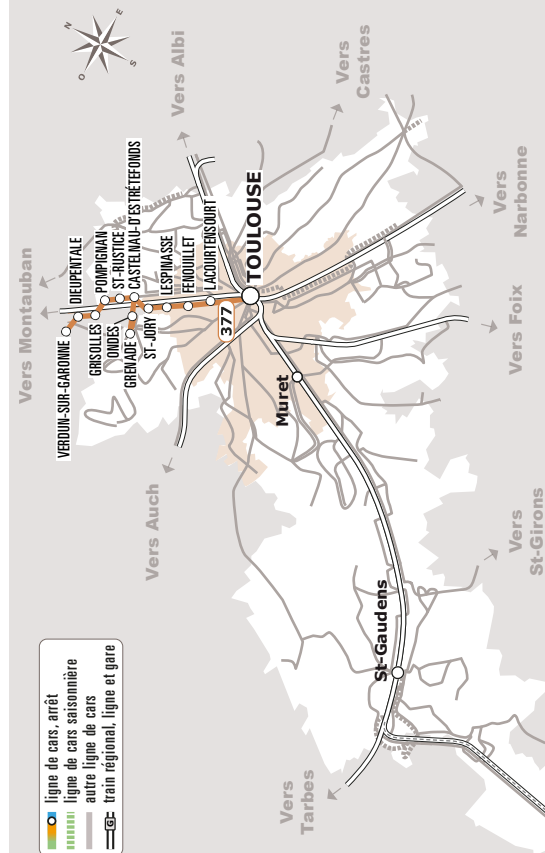 N
E
S
O
Vers Montauban
Vers Albi
Vers
Castres
Vers
Narbonne
Vers Foix
Vers
St-Girons
Vers
Tarbes
Vers Auch
VERDUN-SUR-GARONNE
DIEUPENTALE
GRISOLLES
POMPIGNAN
ONDES
ST-RUSTICE
GRENADE
CASTELNAU-D'ESTRÉTEFONDS
ST-JORY
LESPINASSE
FENOUILLET
LACOURTENSOURT
377
TOULOUSE
Muret
St-Gaudens
ligne de cars, arrêt
ligne de cars saisonnière
autre ligne de cars
G
train régional, ligne et gare